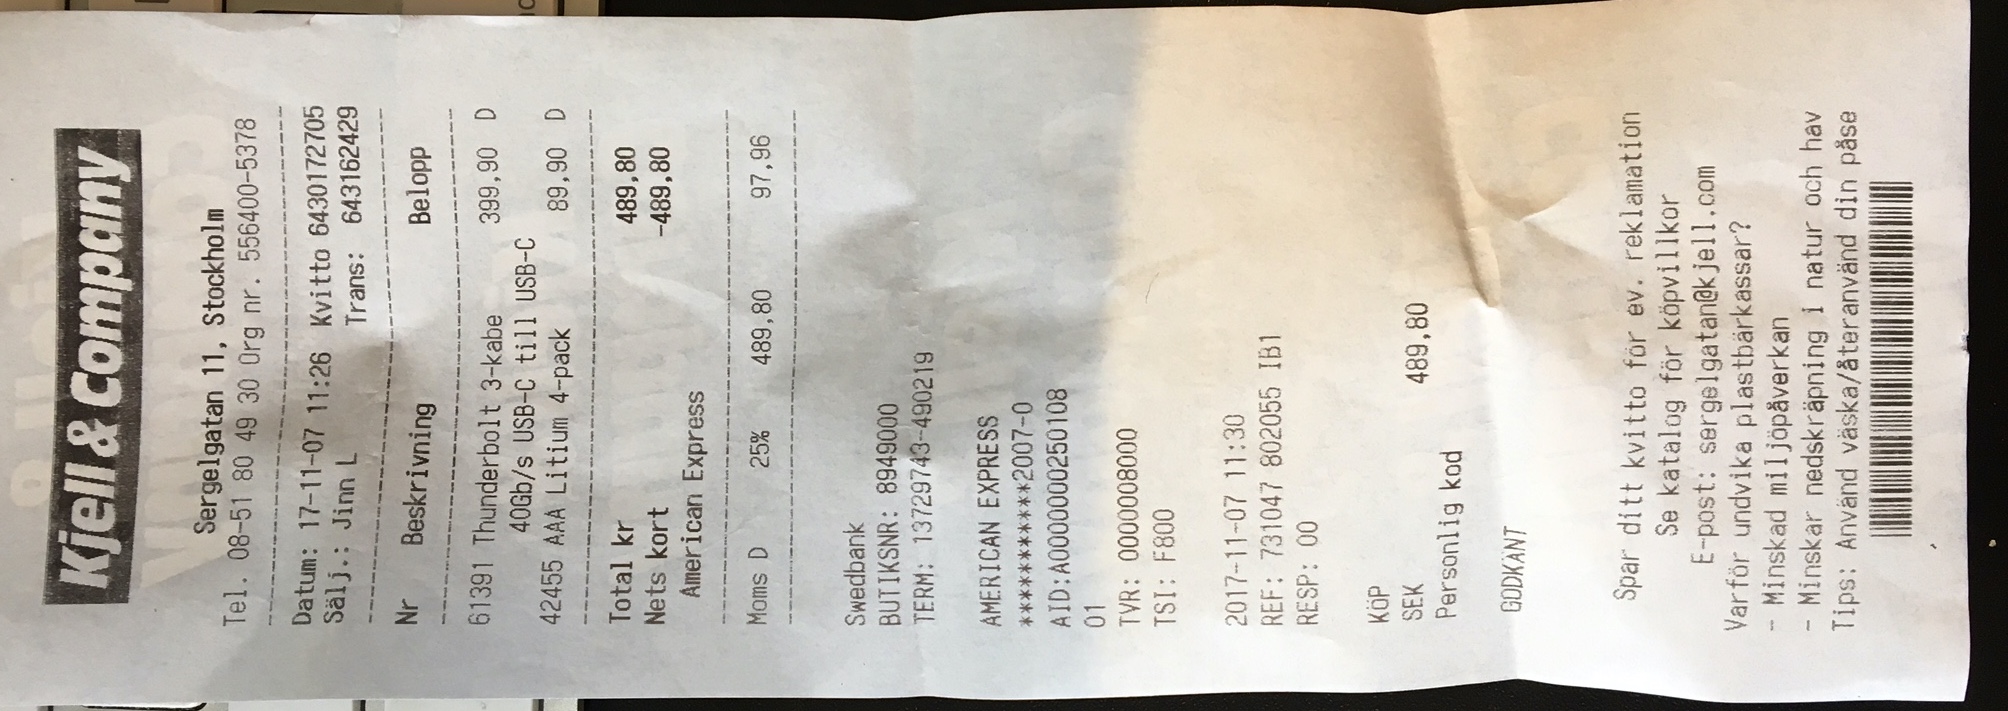 Kjell & Company
Sergelgatan 11, Stockholm
Tel. 08-51 80 49 30 Org nr. 556400-5378
Datum: 17-11-07 11:26 Kvitto 6430172705
Sälj.: Jinn L Trans: 643162429
Nr Beskrivning Belopp
61391 Thunderbolt 3-kabe 399,90 D
40Gb/s USB-C till USB-C
42455 AAA Litium 4-pack 89,90 D
Total kr 489,80
Nets kort -489,80
American Express
Moms D 25% 489,80 97,96
Swedbank
BUTIKSNR: 8949000
TERM: 13729743-490219
AMERICAN EXPRESS
***********2007-0
AID:A0000000250108
01
TVR: 0000008000
TSI: F800
2017-11-07 11:30
REF: 731047 802055 IB1
RESP: 00
KÖP
SEK 489,80
Personlig kod
GODKÄNT
Spar ditt kvitto för ev. reklamation
Se katalog för köpvillkor
E-post: sergelgatan@kjell.com
Varför undvika plastbärkassar?
- Minskad miljöpåverkan
- Minskar nedskräpning i natur och hav
Tips: Använd väska/återanvänd din påse